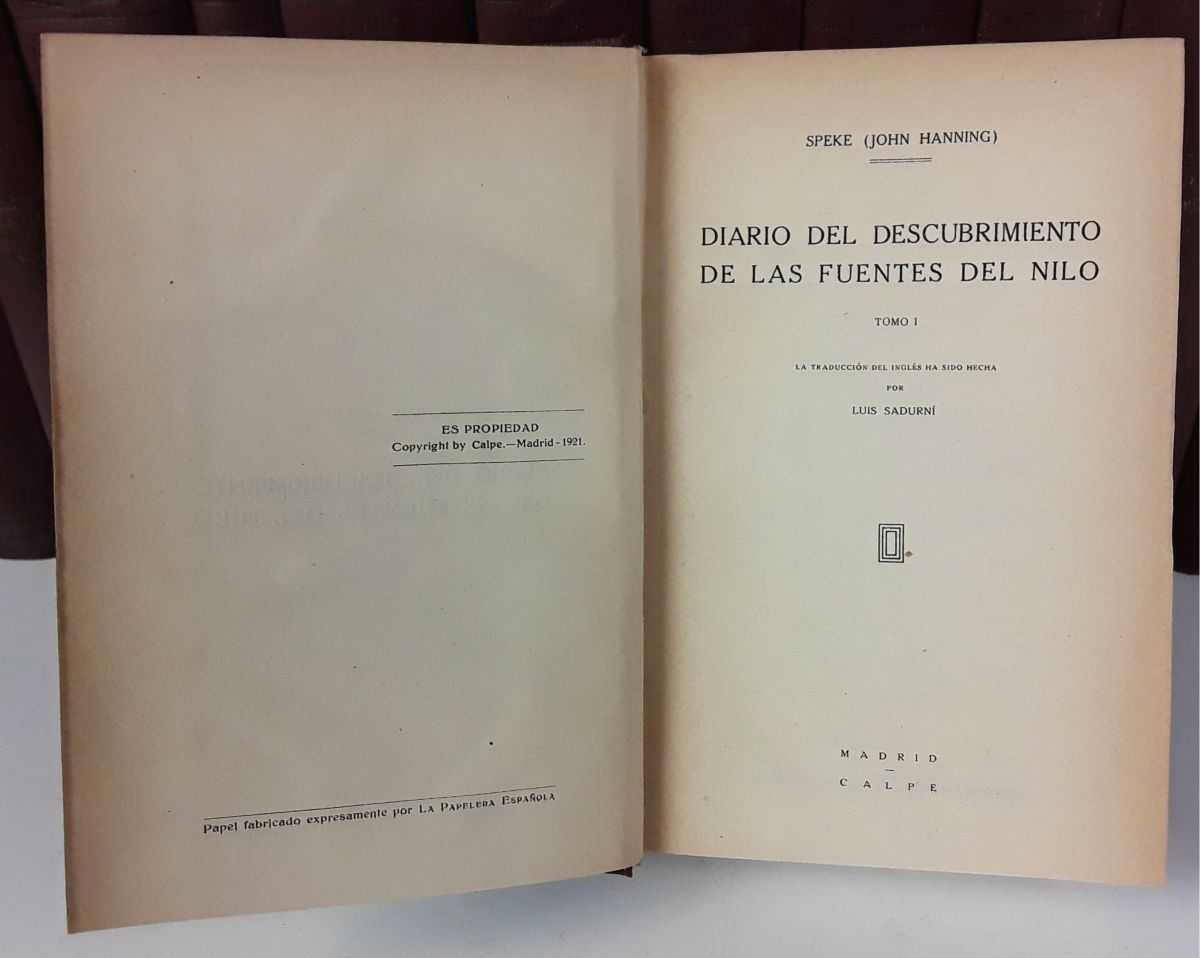 ES PROPIEDAD
Copyright by Calpe.—Madrid-1921.
Papel fabricado expresamente por LA PAPELERA ESPAÑOLA
SPEKE (JOHN HANNING)
DIARIO DEL DESCUBRIMIENTO
DE LAS FUENTES DEL NILO
TOMO I
LA TRADUCCIÓN DEL INGLÉS HA SIDO HECHA
POR
LUIS SADURNÍ
MADRID
CALPE